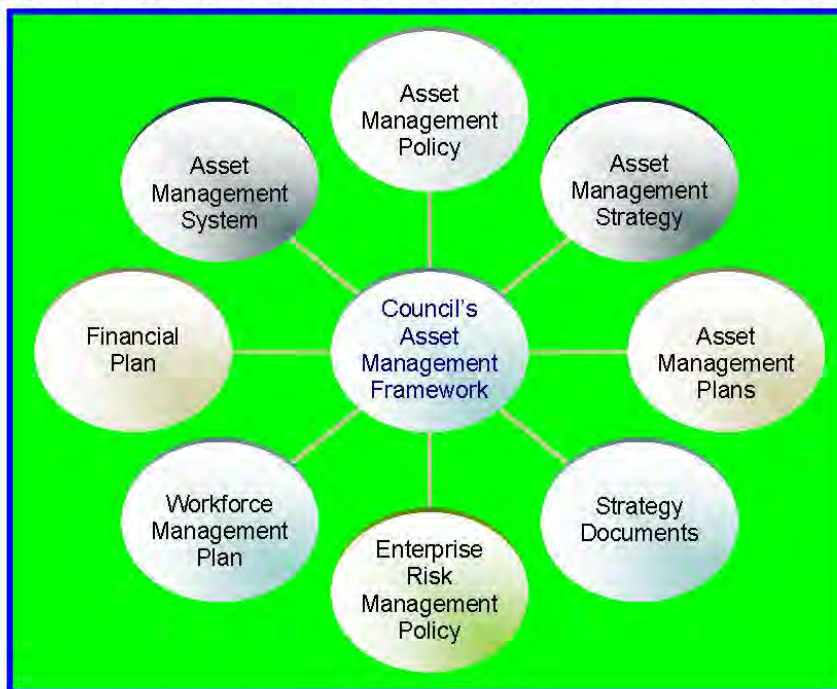 Asset
Management
Policy
Asset
Management
System
Asset
Management
Strategy
Financial
Plan
Council's
Asset
Management
Framework
Asset
Management
Plans
Workforce
Management
Plan
Strategy
Documents
Enterprise
Risk
Management
Policy